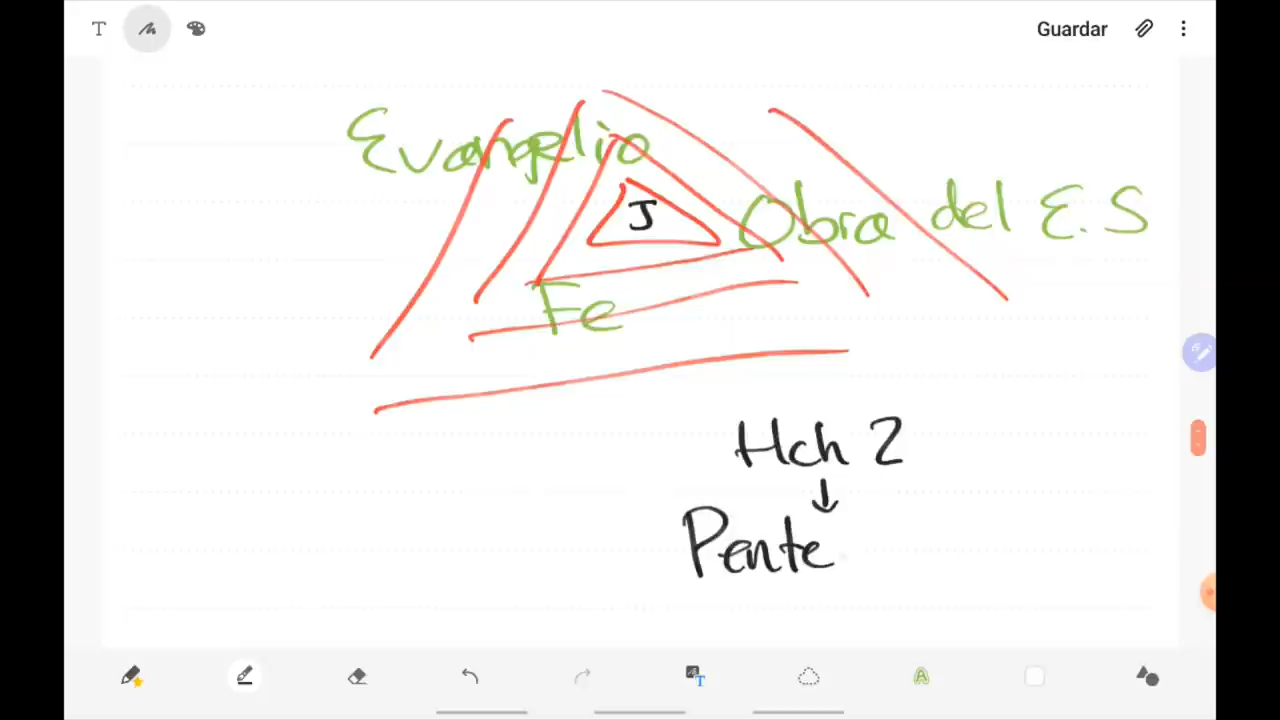 T
Guardar
Evangelio
J
Obra del E.S
Fe
Hch 2
Pente